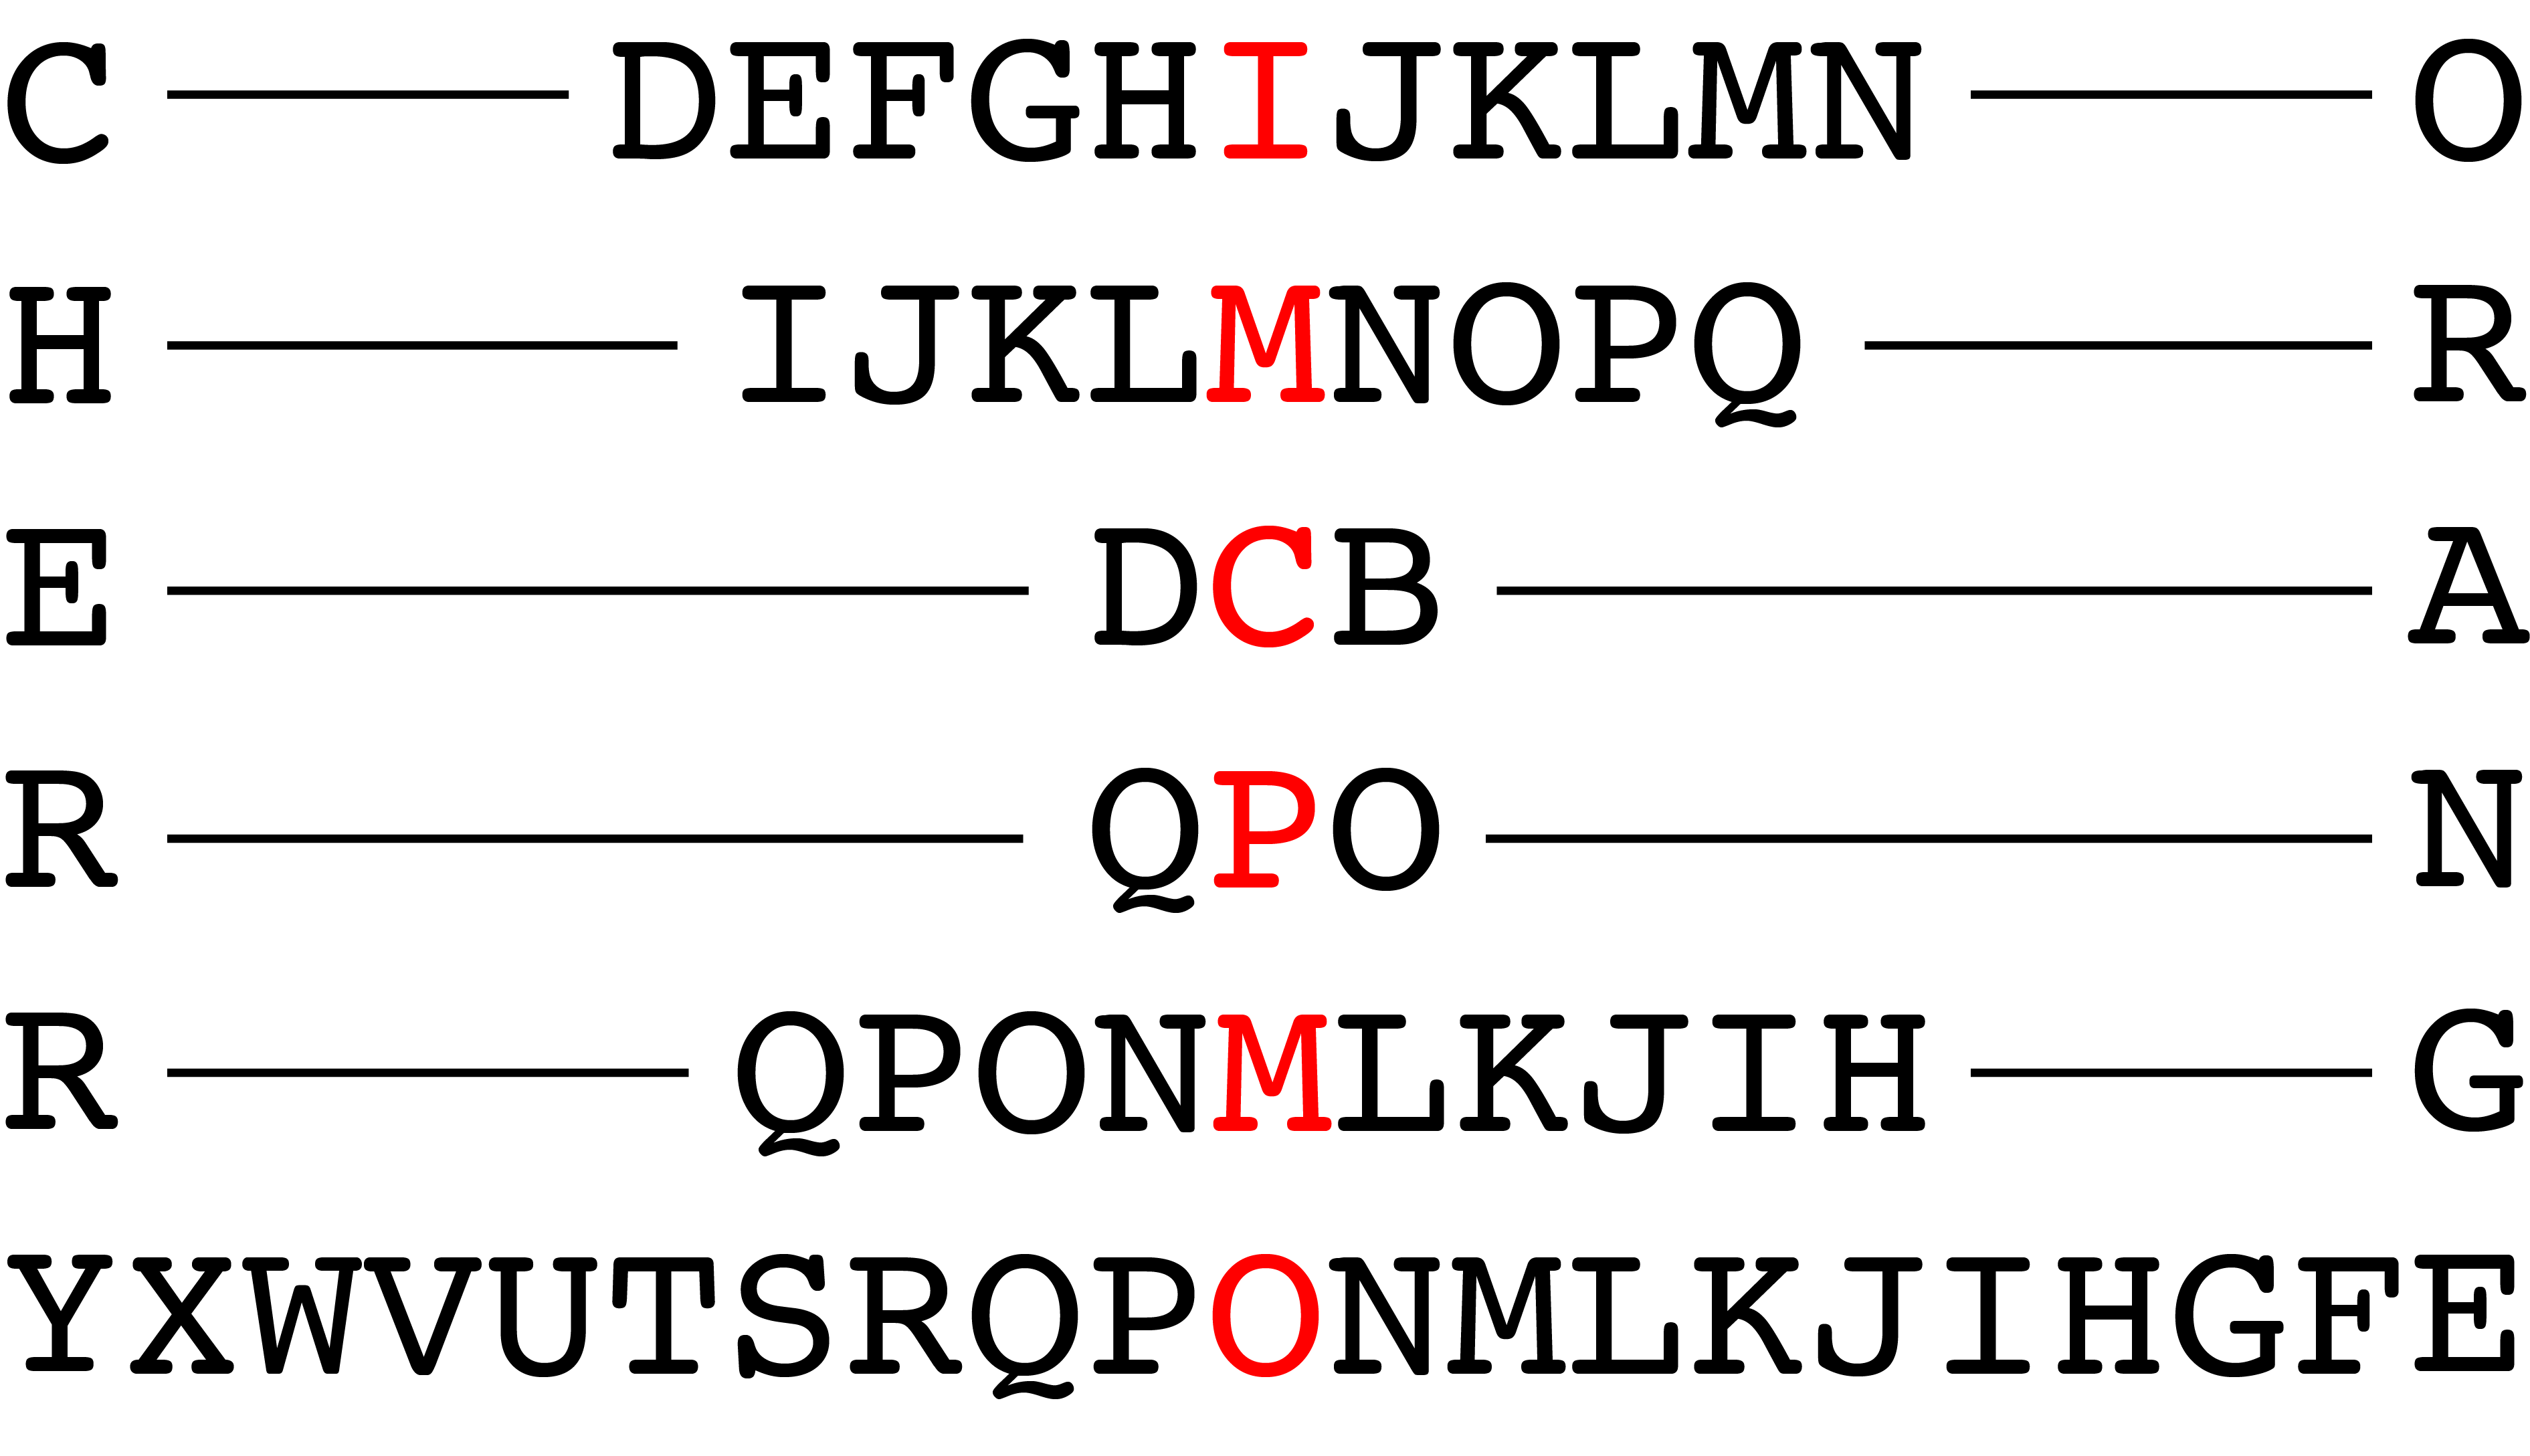 C DEFGHIJKLMN O
H IJKLMNOPQ R
E DCB A
R QPO N
R QPONMLKJIH G
YXWVUTSRQPONMLKJIHGFE